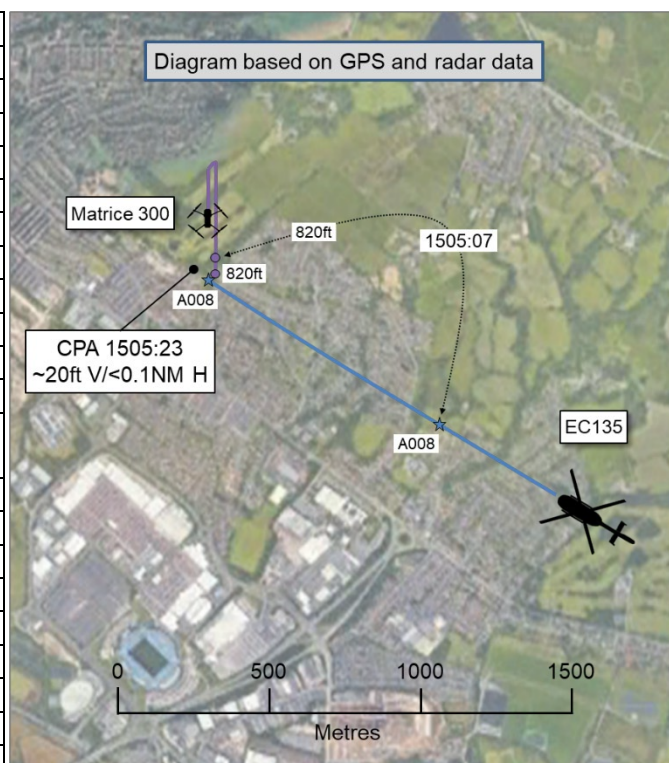 Diagram based on GPS and radar data
Matrice 300
820ft
1505:07
820ft
A008
CPA 1505:23
~20ft V/<0.1NM H
EC135
A008
0 500 1000 1500
Metres